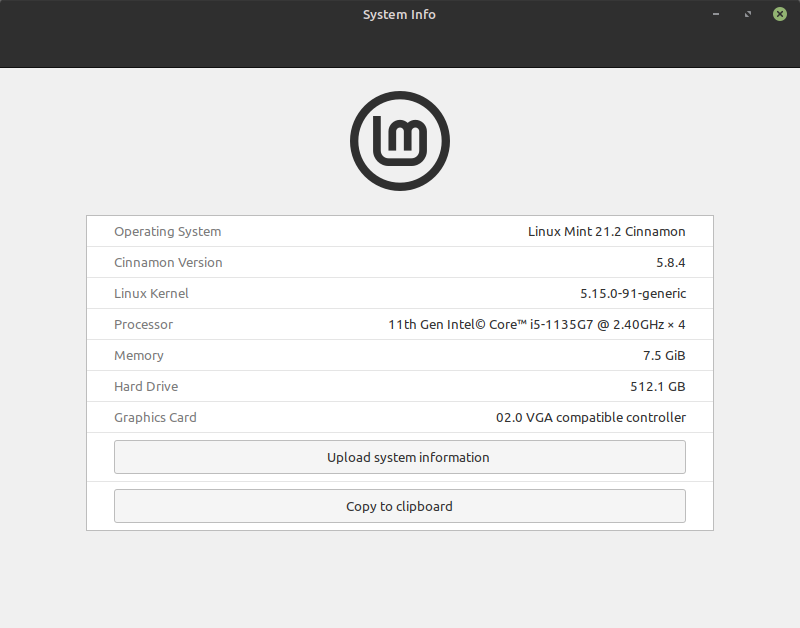 System Info
lm
Operating System Linux Mint 21.2 Cinnamon
Cinnamon Version 5.8.4
Linux Kernel 5.15.0-91-generic
Processor 11th Gen Intel© Core™ i5-1135G7 @ 2.40GHz × 4
Memory 7.5 GiB
Hard Drive 512.1 GB
Graphics Card 02.0 VGA compatible controller
Upload system information
Copy to clipboard